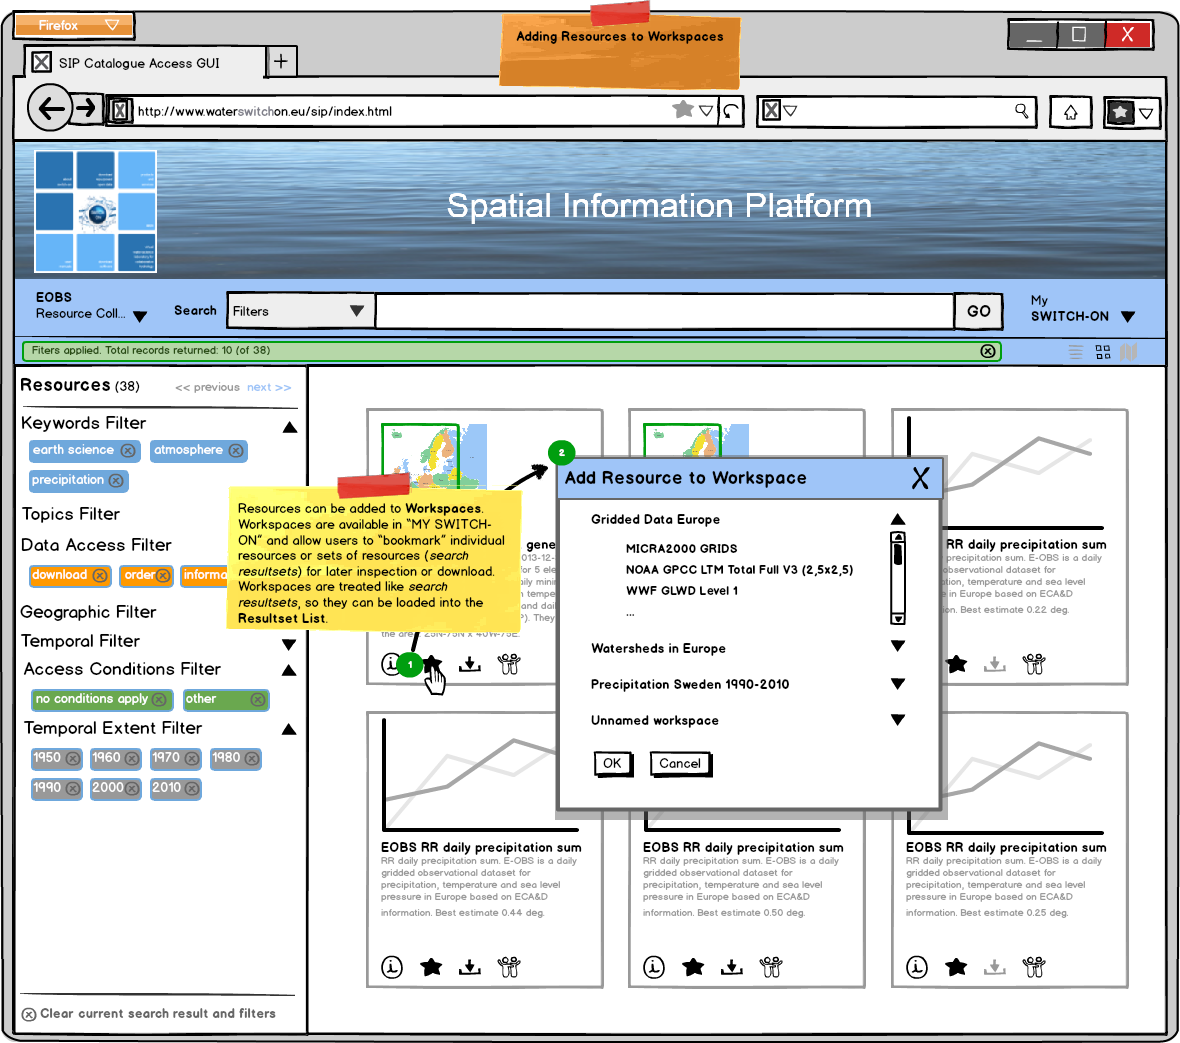 Firefox
Adding Resources to Workspaces
SIP Catalogue Access GUI
http://www.waterswitchon.eu/sip/index.html
Spatial Information Platform
EOBS
Resource Coll...
Search
Filters
GO
My
SWITCH-ON
Fiters applied. Total records returned: 10 (of 38)
Resources (38)
<< previous
next >>
Keywords Filter
earth science
atmosphere
precipitation
Topics Filter
Data Access Filter
download
order
informa
Geographic Filter
Temporal Filter
Access Conditions Filter
no conditions apply
other
Temporal Extent Filter
1950
1960
1970
1980
1990
2000
2010
Clear current search result and filters
Resources can be added to Workspaces.
Workspaces are available in "MY SWITCH-
ON" and allow users to "bookmark" individual
resources or sets of resources (search
resultsets) for later inspection or download.
Workspaces are treated like search
resultsets, so they can be loaded into the
Resultset List.
1
2
gene
013-12-
for 5 ele
and dai
They
the area: 25N-75N x 40W-75E.
Add Resource to Workspace
X
Gridded Data Europe
MICRA2000 GRIDS
NOAA GPCC LTM Total Full V3 (2,5x2,5)
WWF GLWD Level 1
...
Watersheds in Europe
Precipitation Sweden 1990-2010
Unnamed workspace
OK
Cancel
RR daily precipitation sum
ecipitation sum. E-OBS is a daily
observational dataset for
ation, temperature and sea level
in Europe based on ECA&D
tion. Best estimate 0.22 deg.
EOBS RR daily precipitation sum
RR daily precipitation sum. E-OBS is a daily
gridded observational dataset for
precipitation, temperature and sea level
pressure in Europe based on ECA&D
information. Best estimate 0.44 deg.
EOBS RR daily precipitation sum
RR daily precipitation sum. E-OBS is a daily
gridded observational dataset for
precipitation, temperature and sea level
pressure in Europe based on ECA&D
information. Best estimate 0.50 deg.
EOBS RR daily precipitation sum
RR daily precipitation sum. E-OBS is a daily
gridded observational dataset for
precipitation, temperature and sea level
pressure in Europe based on ECA&D
information. Best estimate 0.25 deg.